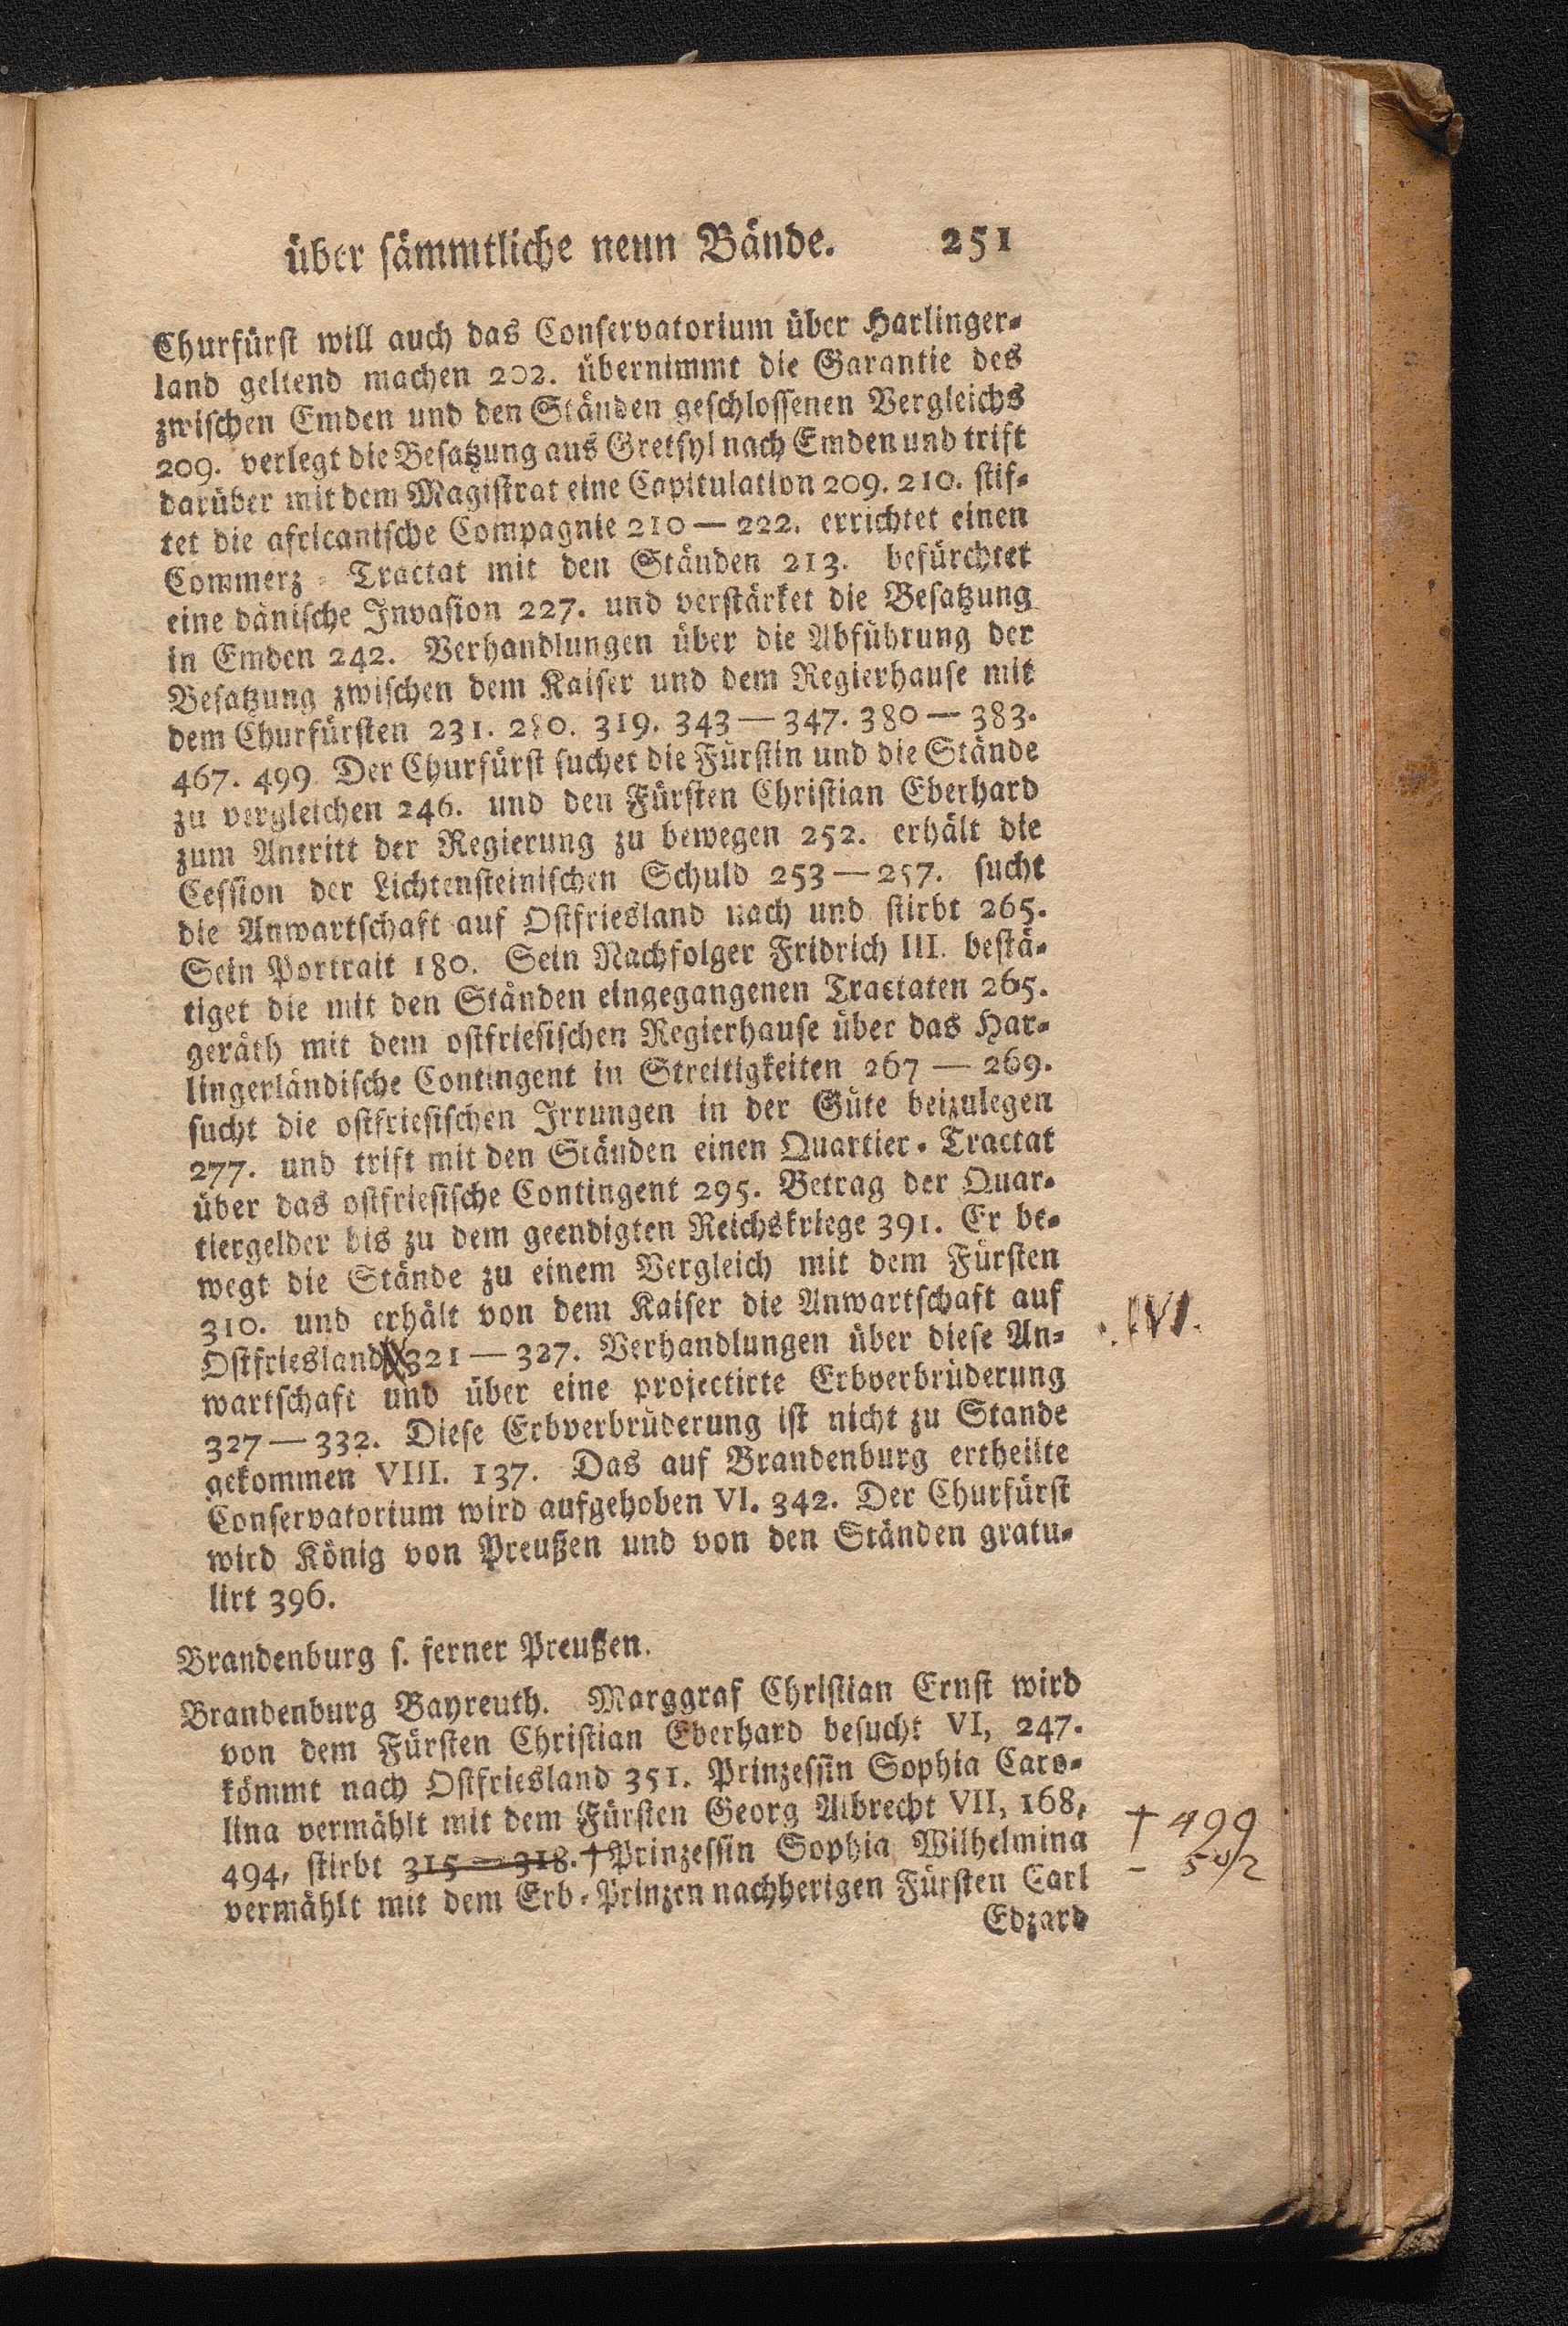 über sämmtliche neun Bände. 251
Churfürst will auch das Conservatorium über Harlinger-
land geltend machen 202. übernimmt die Garantie des
zwischen Emden und den Ständen geschlossenen Vergleichs
209. verlegt die Besatzung aus Gretsyl nach Emden und trift
darüber mit dem Magistrat eine Capitulation 209. 210. stif-
tet die africanische Compagnie 210 — 222. errichtet einen
Commerz - Tractat mit den Ständen 213. befürchtet
eine dänische Invasion 227. und verstärket die Besatzung
in Emden 242. Verhandlungen über die Abführung der
Besatzung zwischen dem Kaiser und dem Regierhause mit
dem Churfürsten 231. 280. 319. 343 — 347. 380 — 383.
467. 499 Der Churfürst suchet die Fürstin und die Stände
zu vergleichen 246. und den Fürsten Christian Eberhard
zum Antritt der Regierung zu bewegen 252. erhält die
Cession der Lichtensteinischen Schuld 253 — 257. sucht
die Anwartschaft auf Ostfriesland nach und stirbt 265.
Sein Portrait 180. Sein Nachfolger Fridrich III. bestä-
tiget die mit den Ständen eingegangenen Tractaten 265.
geräth mit dem ostfriesischen Regierhause über das Har-
lingerländische Contingent in Streitigkeiten 267 — 269.
sucht die ostfriesischen Irrungen in der Güte beizulegen
277. und trift mit den Ständen einen Quartier - Tractat
über das ostfriesische Contingent 295. Betrag der Quar-
tiergelder bis zu dem geendigten Reichskriege 391. Er be-
wegt die Stände zu einem Vergleich mit dem Fürsten
310. und erhält von dem Kaiser die Anwartschaft auf
Ostfriesland 321 — 327. Verhandlungen über diese An-
VI.
wartschaft und über eine projectirte Erbverbrüderung
327 — 332. Diese Erbverbrüderung ist nicht zu Stande
gekommen VIII. 137. Das auf Brandenburg ertheilte
Conservatorium wird aufgehoben VI. 342. Der Churfürst
wird König von Preußen und von den Ständen gratu-
lirt 396.
Brandenburg s. ferner Preußen.
Brandenburg Bayreuth. Marggraf Christian Ernst wird
von dem Fürsten Christian Eberhard besucht VI, 247.
kömmt nach Ostfriesland 351. Prinzessin Sophia Caro-
lina vermählt mit dem Fürsten Georg Albrecht VII, 168,
494, stirbt 315 — 318. † Prinzessin Sophia Wilhelmina
† 499
- 502
vermählt mit dem Erb - Prinzen nachherigen Fürsten Carl
Edzard